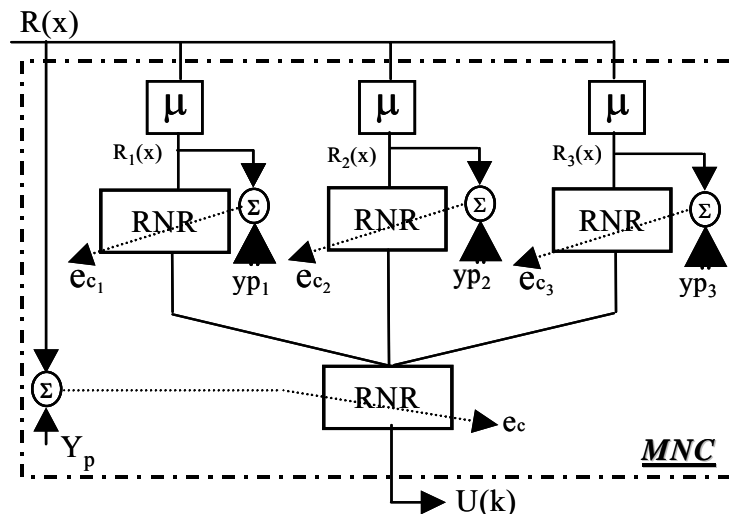 R(x)
μ μ μ
R₁(x) R₂(x) R₃(x)
Σ Σ Σ
RNR RNR RNR
ec₁ yp₁ ec₂ yp₂ ec₃ yp₃
Σ RNR
ec
Yₚ
MNC
U(k)